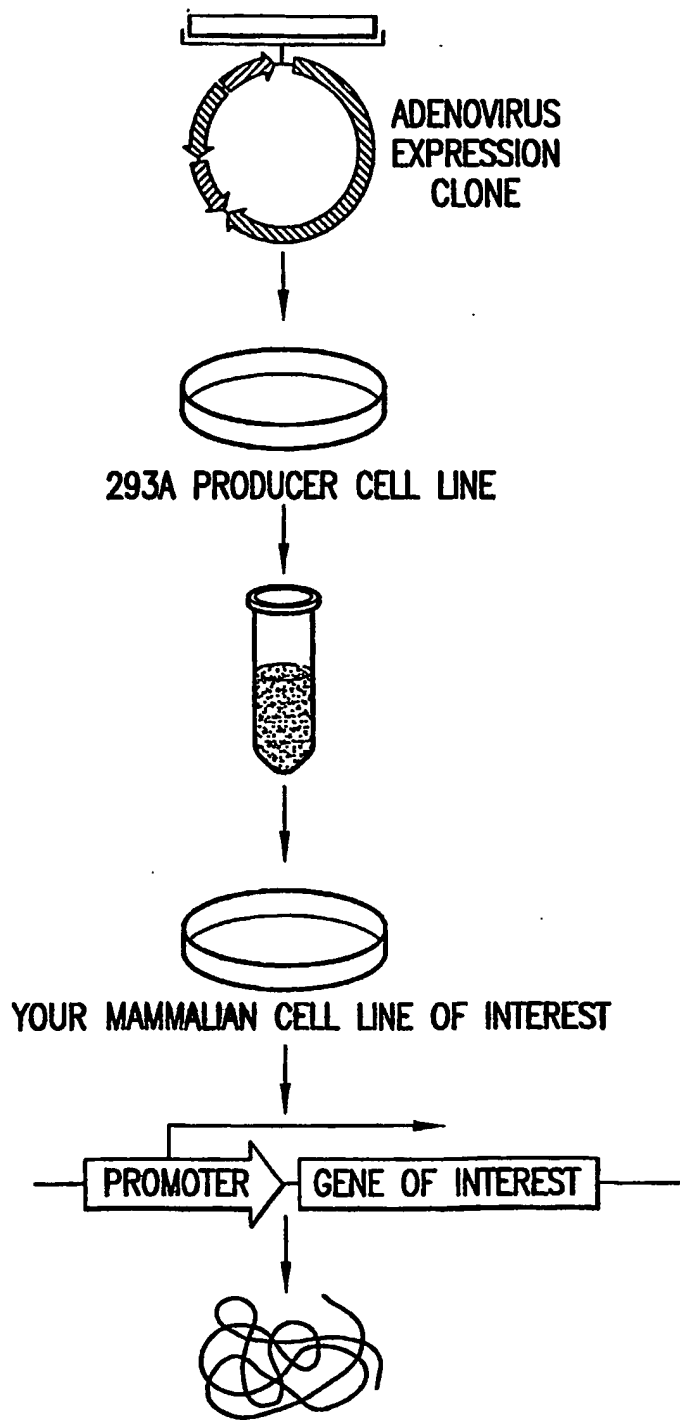 ADENOVIRUS
EXPRESSION
CLONE
293A PRODUCER CELL LINE
YOUR MAMMALIAN CELL LINE OF INTEREST
PROMOTER
GENE OF INTEREST